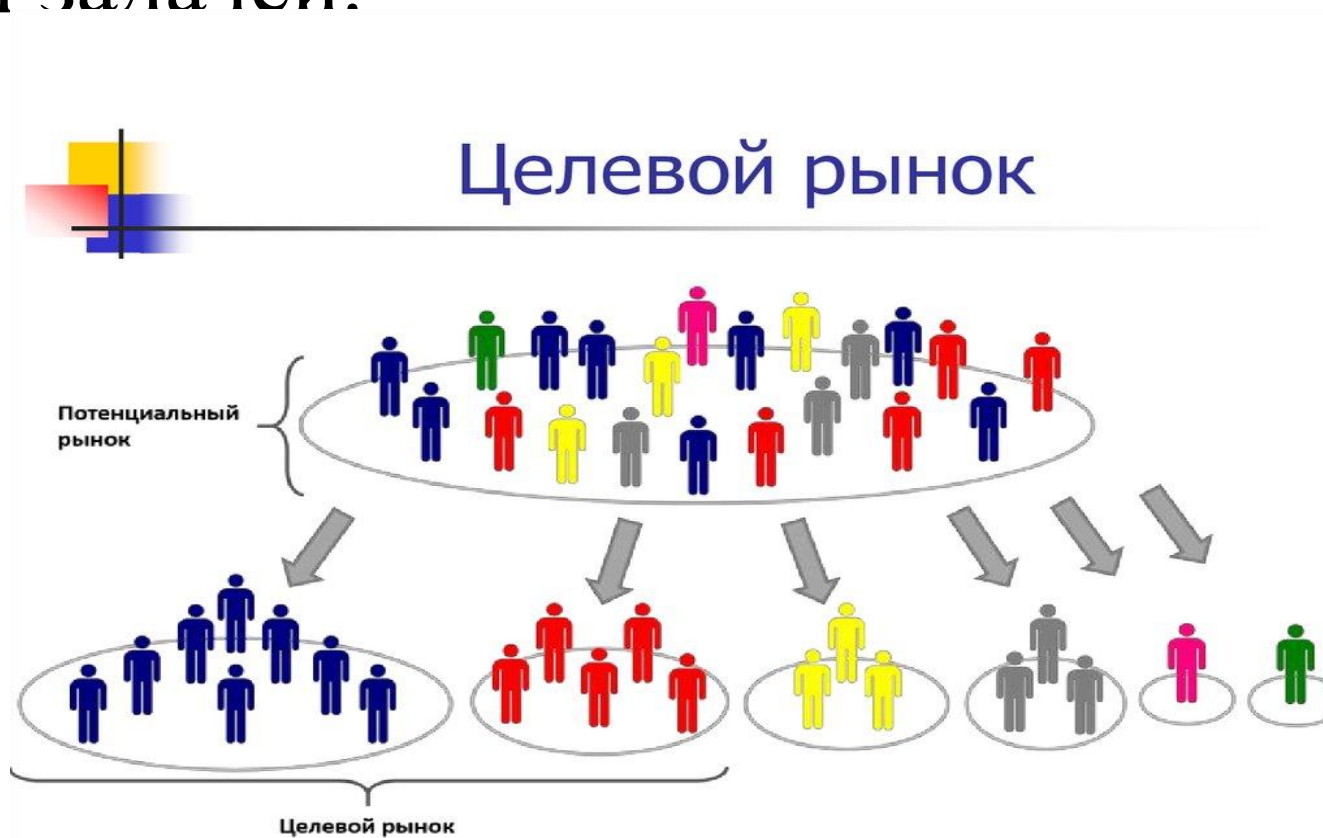 Целевой рынок
Потенциальный
рынок
Целевой рынок